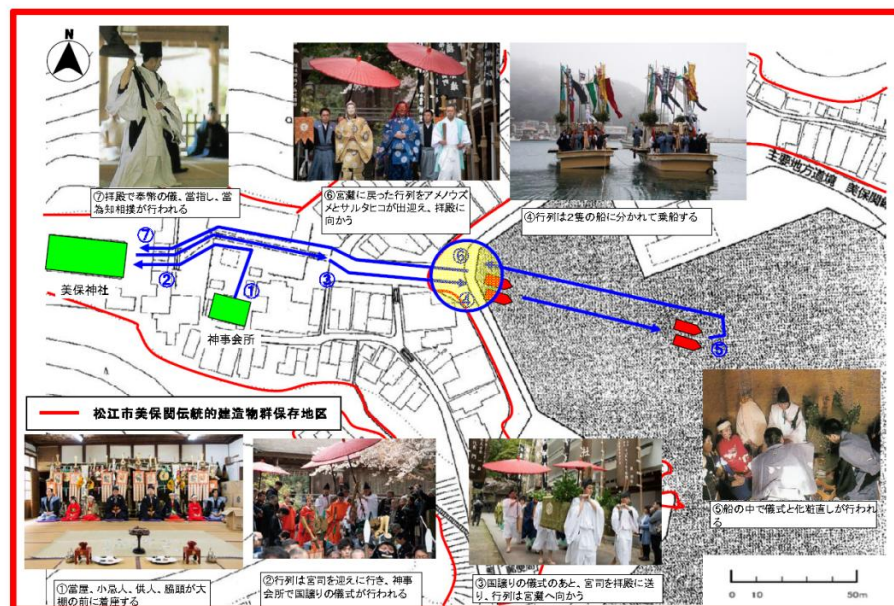 N
⑦拝殿で奉幣の儀、當指し、當
為知相撲が行われる
⑥宮灘に戻った行列をアメノウズ
メとサルタヒコが出迎え、拝殿に
向かう
④行列は2隻の船に分かれて乗船する
主要地方道境 美保関
⑦
②
①
③
⑥
④
⑤
美保神社
神事会所
松江市美保関伝統的建造物群保存地区
①當屋、小忌人、供人、脇頭が大
棚の前に着座する
②行列は宮司を迎えに行き、神事
会所で国譲りの儀式が行われる
③国譲りの儀式のあと、宮司を拝殿に送
り、行列は宮灘へ向かう
⑤船の中で儀式と化粧直しが行われ
る
0 10 50m